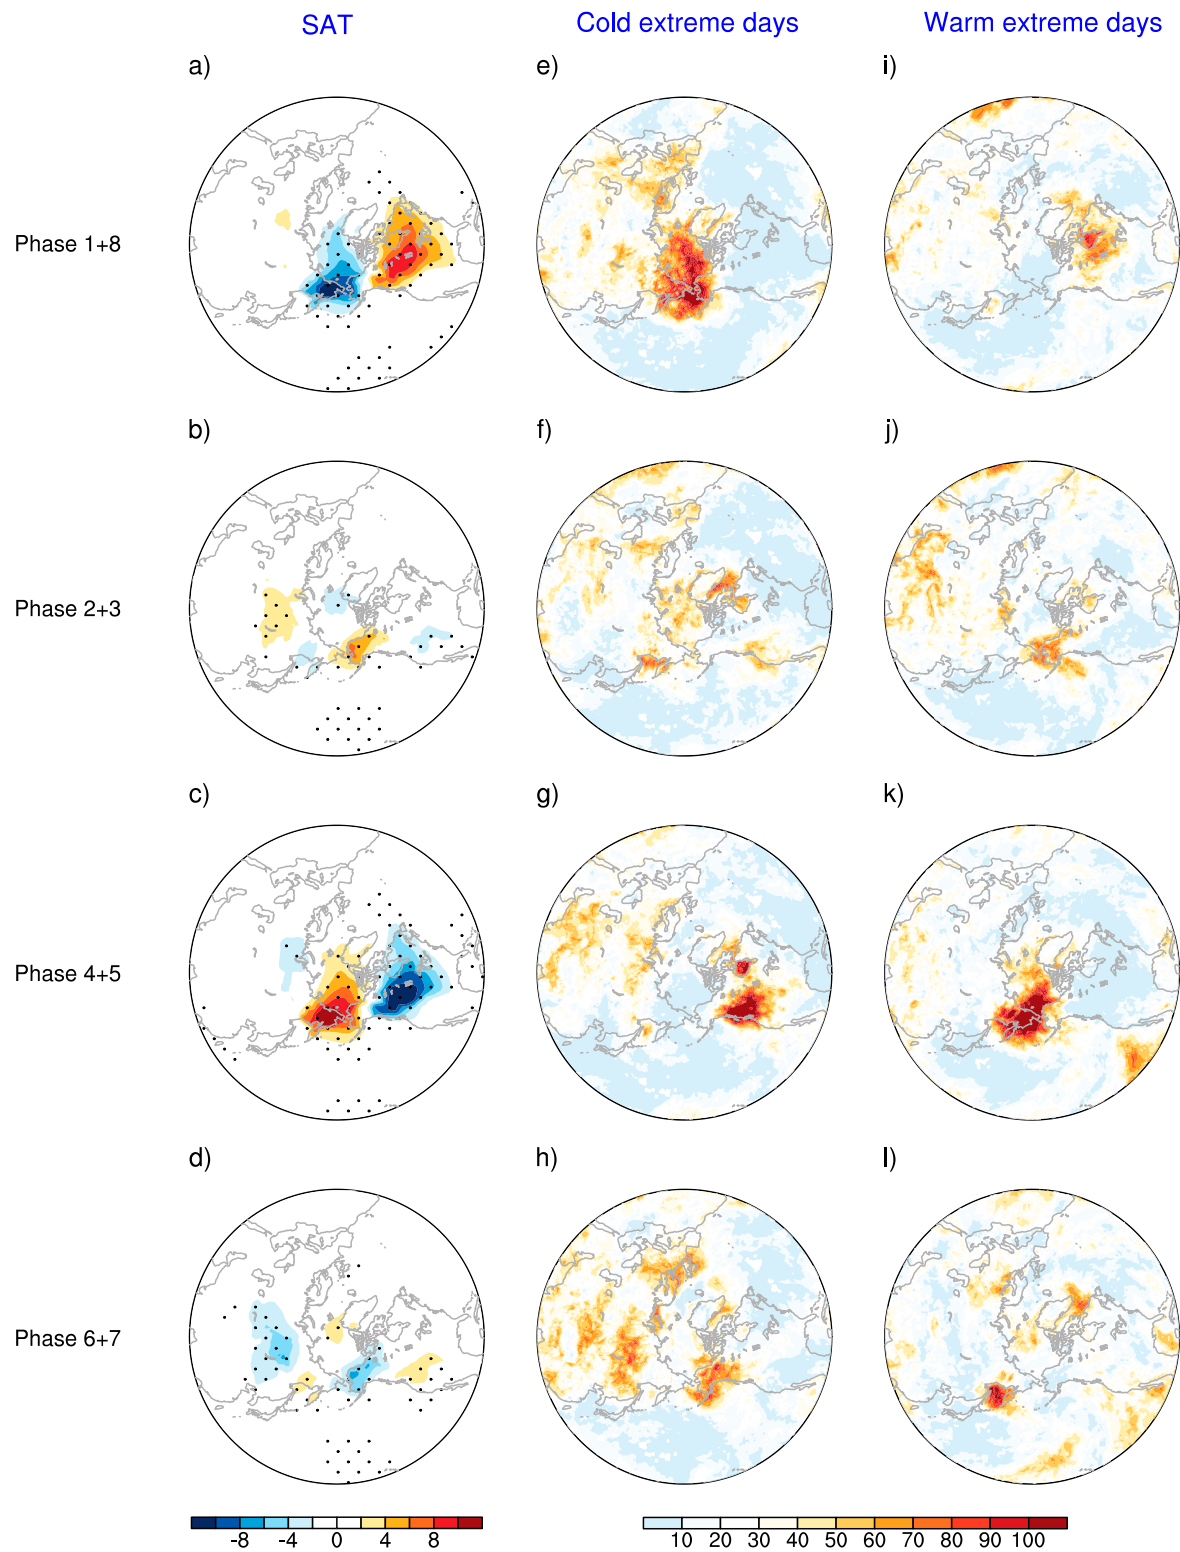 SAT Cold extreme days Warm extreme days
a) e) i)
Phase 1+8
b) f) j)
Phase 2+3
c) g) k)
Phase 4+5
d) h) l)
Phase 6+7
-8 -4 0 4 8 10 20 30 40 50 60 70 80 90 100